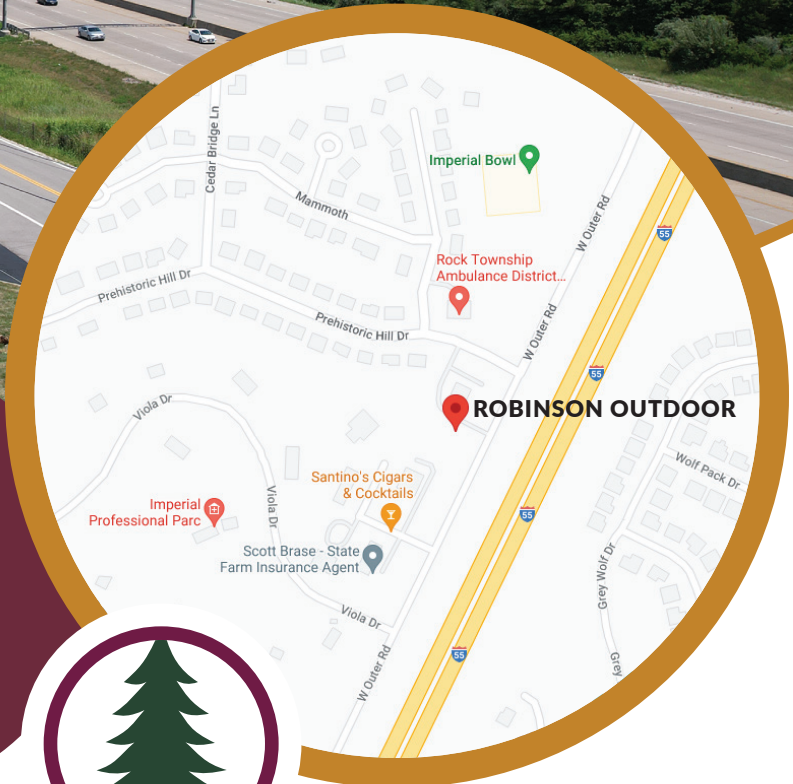 Cedar Bridge Ln
Imperial Bowl
Mammoth
W Outer Rd
55
Rock Township
Ambulance District...
Prehistoric Hill Dr
Prehistoric Hill Dr
W Outer Rd
55
ROBINSON OUTDOOR
Viola Dr
Wolf Pack Dr
Santino's Cigars
& Cocktails
Viola Dr
Imperial
Professional Parc
55
Scott Brase - State
Farm Insurance Agent
Grey Wolf Dr
Viola Dr
W Outer Rd
55
Grey